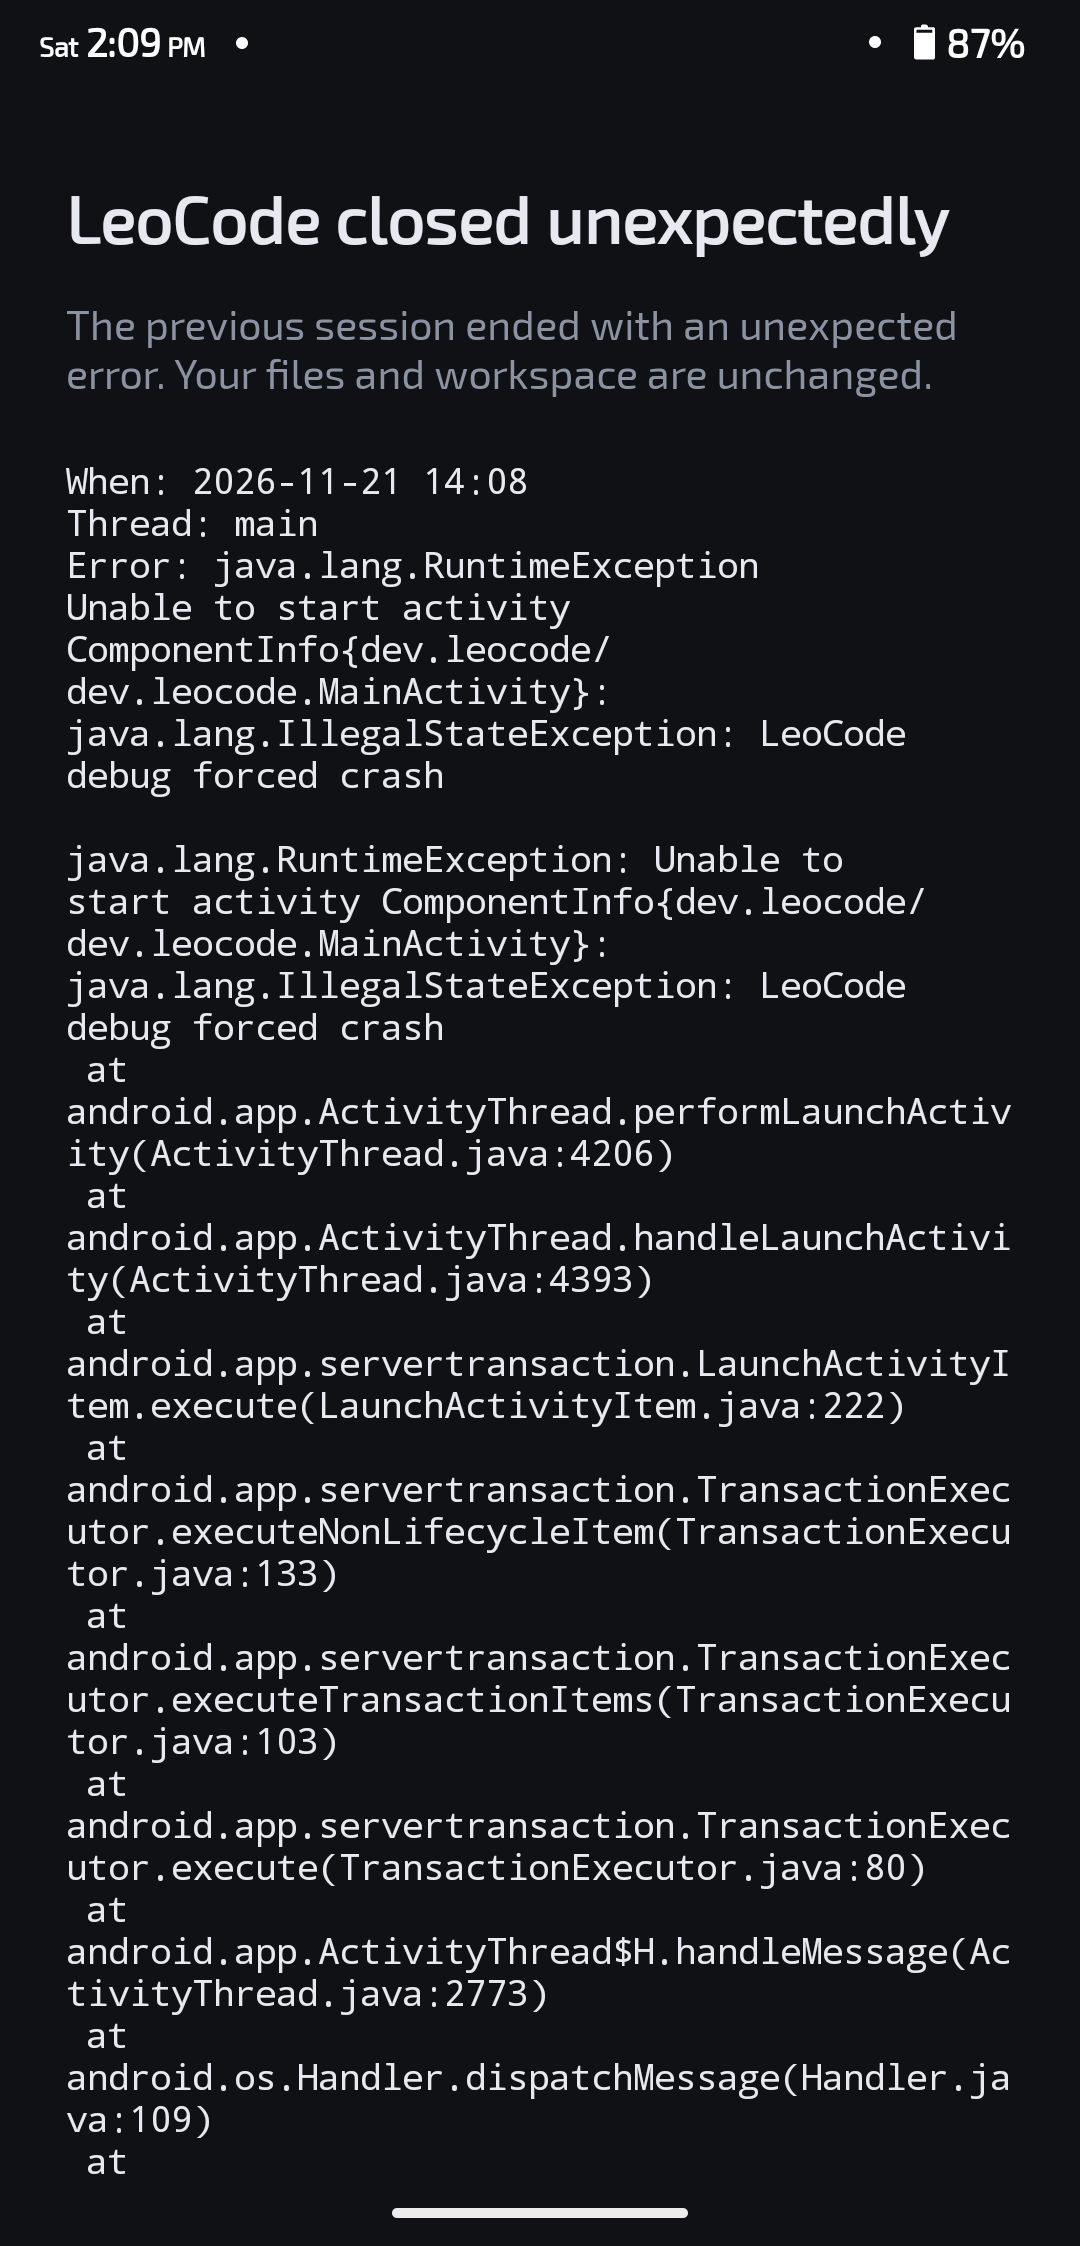 Sat 2:09 PM
87%
LeoCode closed unexpectedly
The previous session ended with an unexpected
error. Your files and workspace are unchanged.
When: 2026-11-21 14:08
Thread: main
Error: java.lang.RuntimeException
Unable to start activity
ComponentInfo{dev.leocode/
dev.leocode.MainActivity}:
java.lang.IllegalStateException: LeoCode
debug forced crash

java.lang.RuntimeException: Unable to
start activity ComponentInfo{dev.leocode/
dev.leocode.MainActivity}:
java.lang.IllegalStateException: LeoCode
debug forced crash
at
android.app.ActivityThread.performLaunchActiv
ity(ActivityThread.java:4206)
at
android.app.ActivityThread.handleLaunchActivi
ty(ActivityThread.java:4393)
at
android.app.servertransaction.LaunchActivityI
tem.execute(LaunchActivityItem.java:222)
at
android.app.servertransaction.TransactionExec
utor.executeNonLifecycleItem(TransactionExecu
tor.java:133)
at
android.app.servertransaction.TransactionExec
utor.executeTransactionItems(TransactionExecu
tor.java:103)
at
android.app.servertransaction.TransactionExec
utor.execute(TransactionExecutor.java:80)
at
android.app.ActivityThread$H.handleMessage(Ac
tivityThread.java:2773)
at
android.os.Handler.dispatchMessage(Handler.ja
va:109)
at